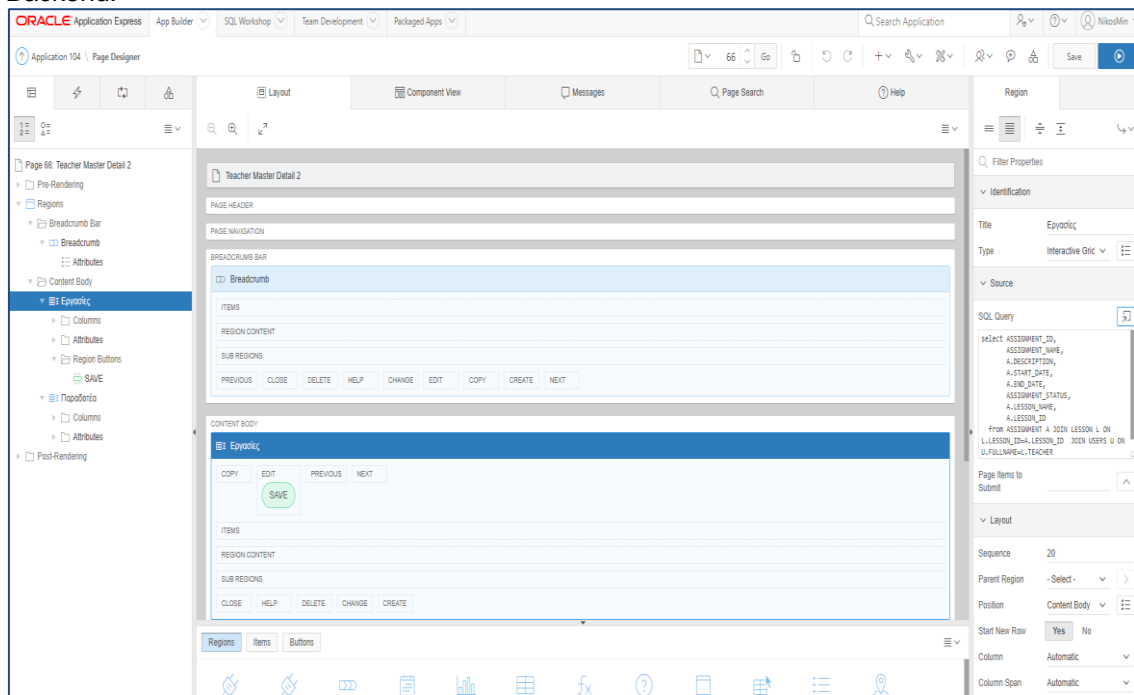 Backend:
ORACLE Application Express App Builder SQL Workshop Team Development Packaged Apps Search Application NikosMin
Application 104 \ Page Designer 66 Go Save
Layout Component View Messages Page Search Help Region
Page 66: Teacher Master Detail 2
Pre-Rendering
Regions
Breadcrumb Bar
Breadcrumb
Attributes
Content Body
Εργασίες
Columns
Attributes
Region Buttons
SAVE
Παραδοτέα
Columns
Attributes
Post-Rendering
Teacher Master Detail 2
PAGE HEADER
PAGE NAVIGATION
BREADCRUMB BAR
Breadcrumb
ITEMS
REGION CONTENT
SUB REGIONS
PREVIOUS CLOSE DELETE HELP CHANGE EDIT COPY CREATE NEXT
CONTENT BODY
Εργασίες
COPY EDIT PREVIOUS NEXT
SAVE
ITEMS
REGION CONTENT
SUB REGIONS
CLOSE HELP DELETE CHANGE CREATE
Regions Items Buttons
Filter Properties
Identification
Title Εργασίες
Type Interactive Gric
Source
SQL Query
select ASSIGNMENT_ID,
ASSIGNMENT_NAME,
A.DESCRIPTION,
A.START_DATE,
A.END_DATE,
ASSIGNMENT_STATUS,
A.LESSON_NAME,
A.LESSON_ID
from ASSIGNMENT A JOIN LESSON L ON
L.LESSON_ID=A.LESSON_ID JOIN USERS U ON
U.FULLNAME=L.TEACHER
Page Items to
Submit
Layout
Sequence 20
Parent Region - Select -
Position Content Body
Start New Row Yes No
Column Automatic
Column Span Automatic